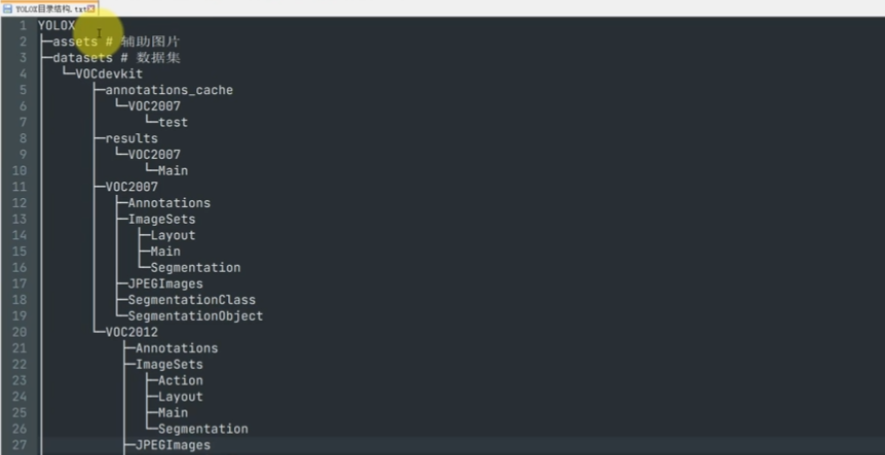 YOLOX目录结构.txt
1 YOLOX
2 ├─assets # 辅助图片
3 ├─datasets # 数据集
4 │  └─VOCdevkit
5 │      ├─annotations_cache
6 │      │  └─VOC2007
7 │      │      └─test
8 │      ├─results
9 │      │  └─VOC2007
10 │      │      └─Main
11 │      ├─VOC2007
12 │      │  ├─Annotations
13 │      │  ├─ImageSets
14 │      │  │  ├─Layout
15 │      │  │  ├─Main
16 │      │  │  └─Segmentation
17 │      │  ├─JPEGImages
18 │      │  ├─SegmentationClass
19 │      │  └─SegmentationObject
20 │      └─VOC2012
21 │          ├─Annotations
22 │          ├─ImageSets
23 │          │  ├─Action
24 │          │  ├─Layout
25 │          │  ├─Main
26 │          │  └─Segmentation
27 │          ├─JPEGImages